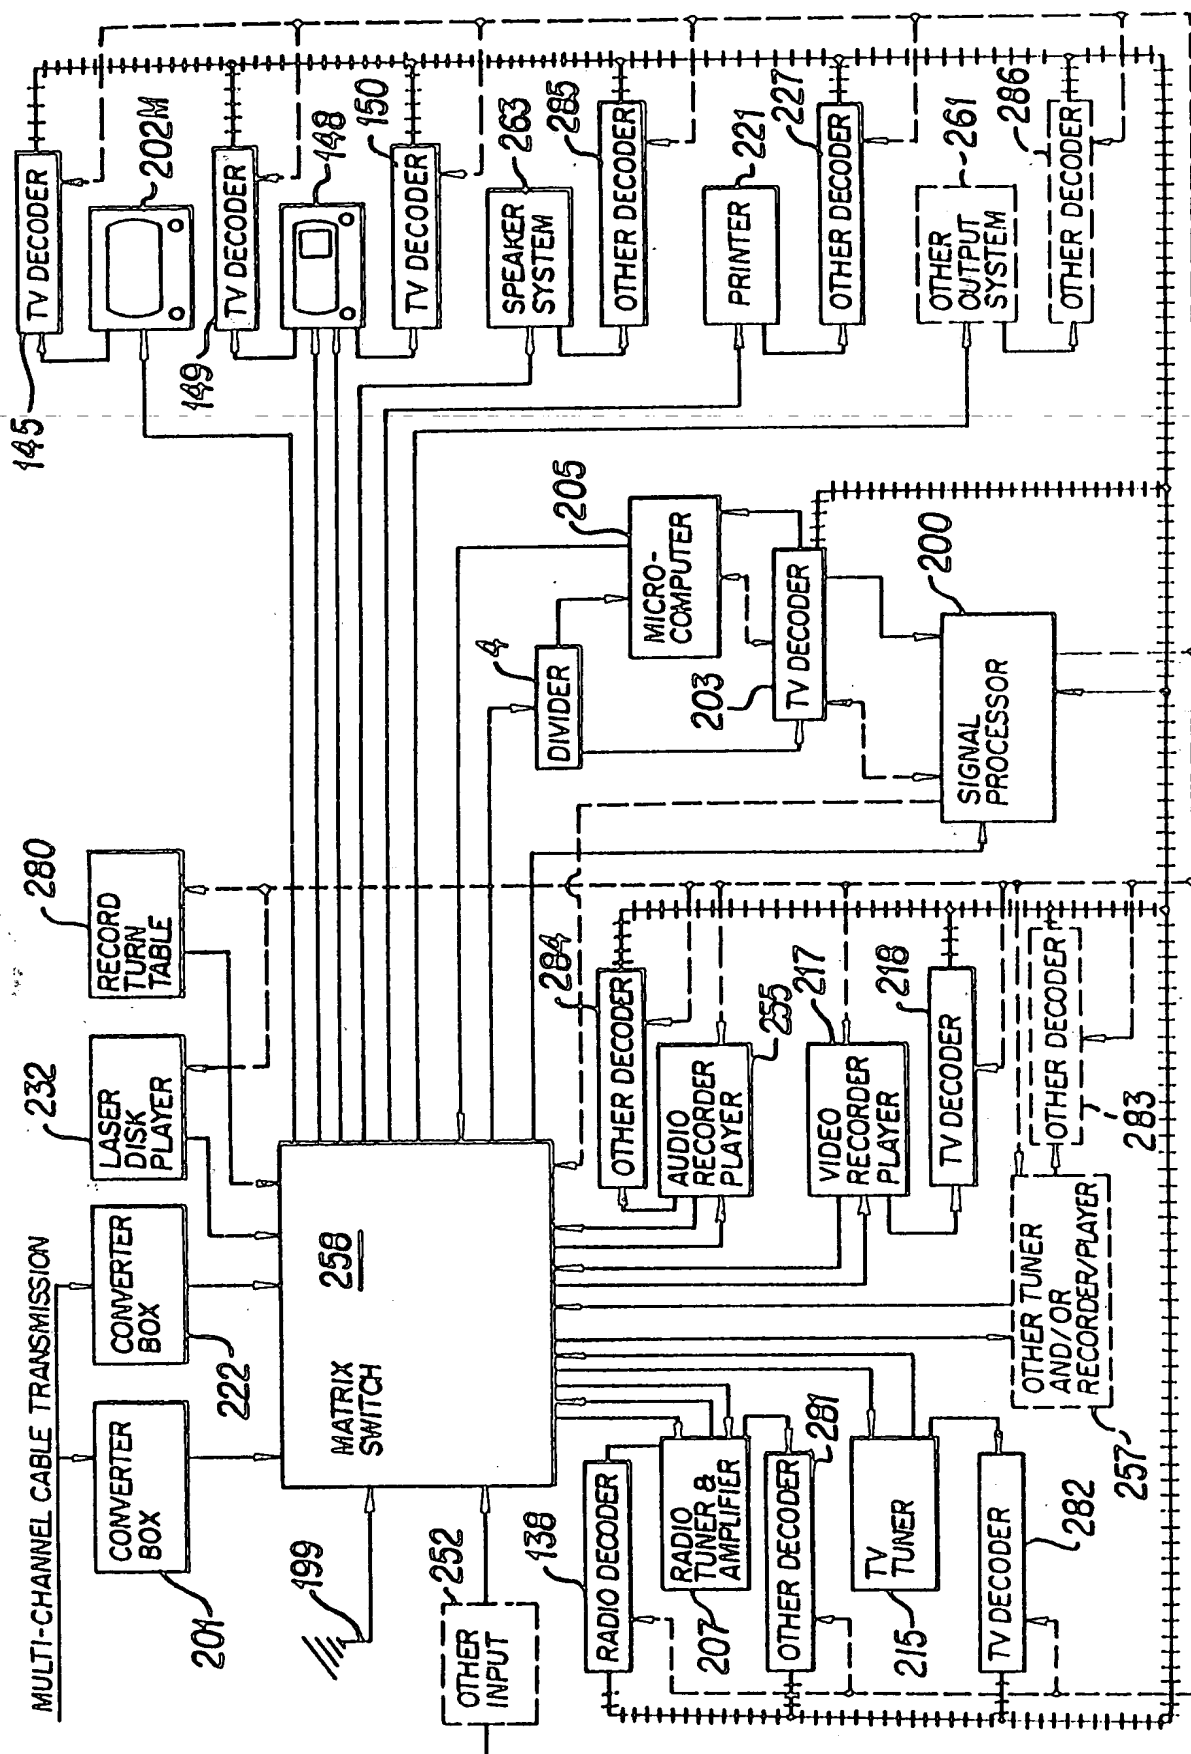 MULTI-CHANNEL CABLE TRANSMISSION
CONVERTER
BOX
201
CONVERTER
BOX
222
LASER
DISK
PLAYER
232
RECORD
TURN
TABLE
280
199
OTHER
INPUT
252
MATRIX
SWITCH
258
RADIO DECODER
138
RADIO
TUNER &
AMPLIFIER
207
OTHER DECODER
281
TV
TUNER
215
TV DECODER
282
OTHER TUNER
AND/OR
RECORDER/PLAYER
257
OTHER DECODER
283
OTHER DECODER
284
AUDIO
RECORDER
PLAYER
255
VIDEO
RECORDER
PLAYER
217
TV DECODER
218
DIVIDER
4
MICRO-
COMPUTER
205
TV DECODER
203
SIGNAL
PROCESSOR
200
TV DECODER
145
202M
TV DECODER
149
148
TV DECODER
150
SPEAKER
SYSTEM
263
OTHER DECODER
285
PRINTER
221
OTHER DECODER
227
OTHER
OUTPUT
SYSTEM
261
OTHER DECODER
286